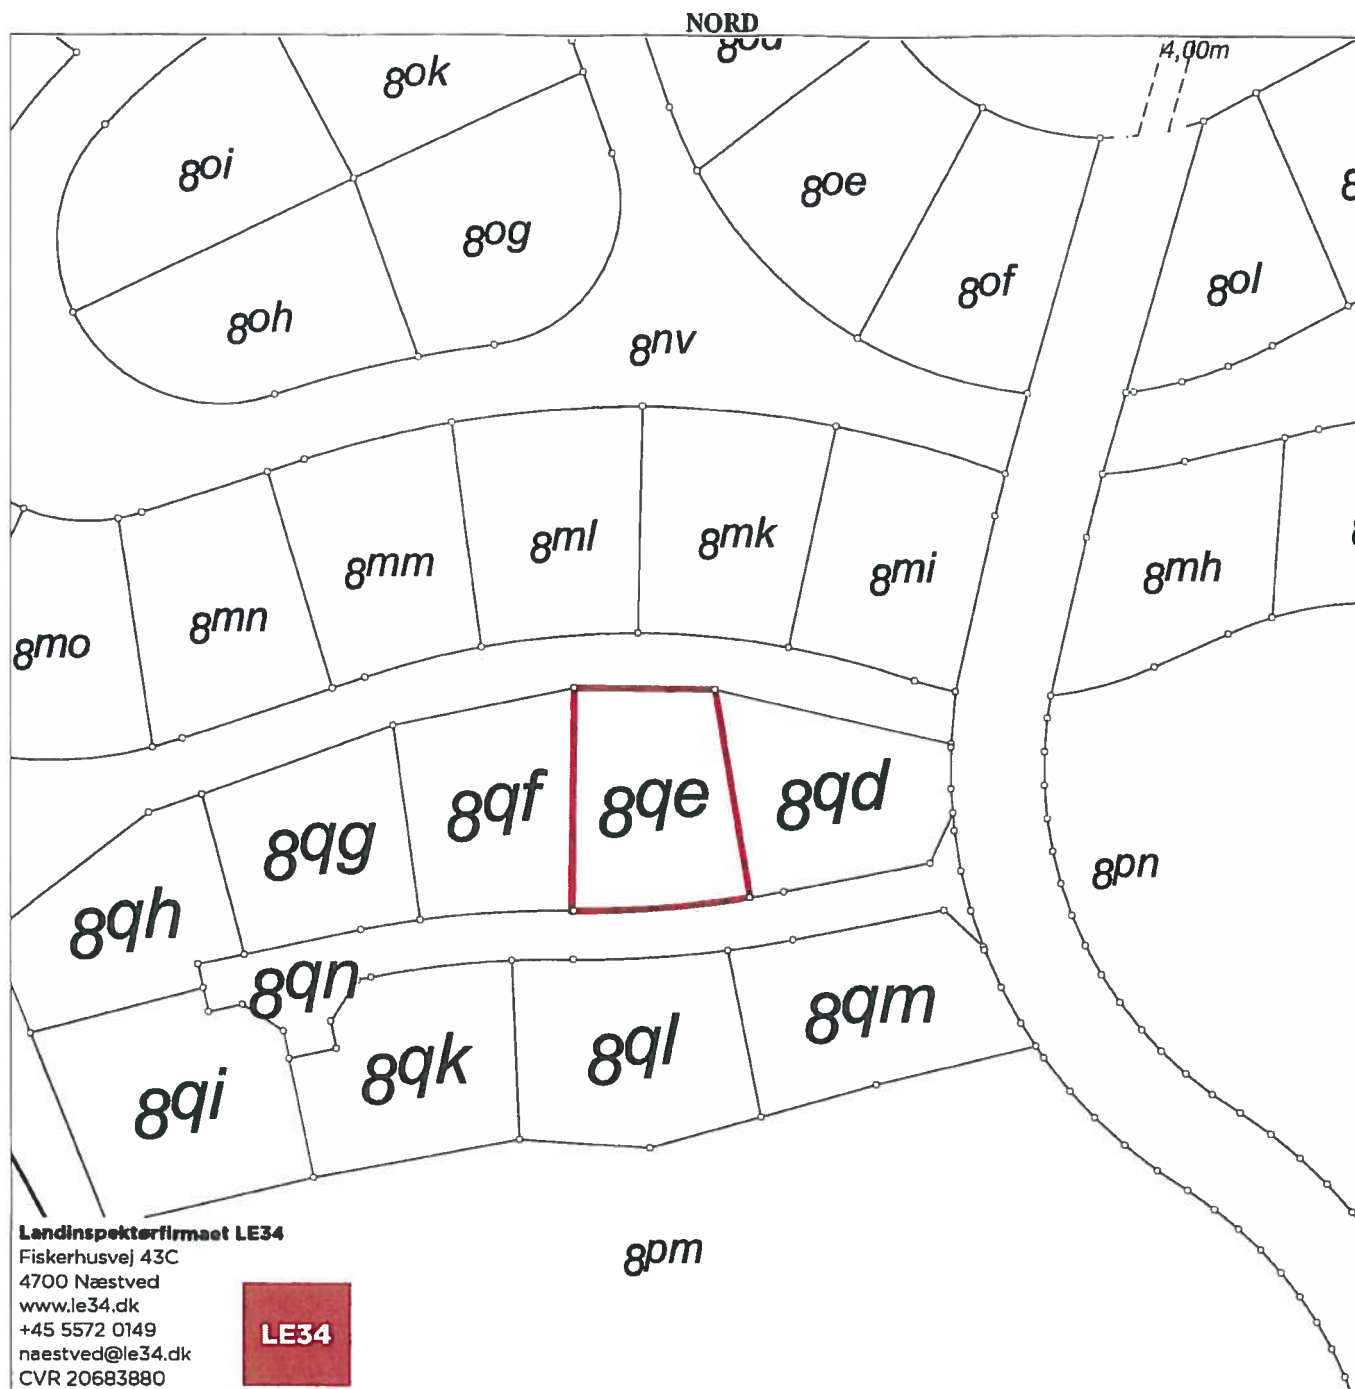 NORD
4,00m
8ok
8oi
8oe
8og
8of
8ol
8oh
8nv
8ml
8mk
8mm
8mi
8mh
8mn
8mo
8qf
8qe
8qd
8qg
8pn
8qh
8qn
8qm
8ql
8qk
8qi
8pm
Landinspektørfirmaet LE34
Fiskerhusvej 43C
4700 Næstved
www.le34.dk
+45 5572 0149
naestved@le34.dk
CVR 20683880
LE34